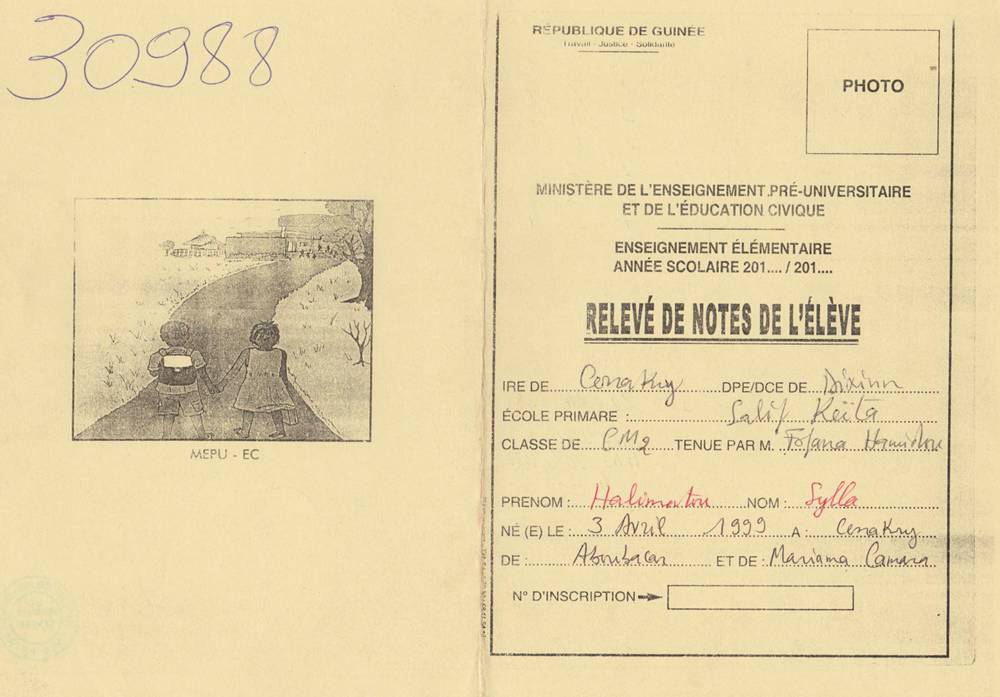 30988
MEPU - EC
RÉPUBLIQUE DE GUINÉE
Travail - Justice - Solidarité
PHOTO
MINISTÈRE DE L'ENSEIGNEMENT PRÉ-UNIVERSITAIRE
ET DE L'ÉDUCATION CIVIQUE
ENSEIGNEMENT ÉLÉMENTAIRE
ANNÉE SCOLAIRE 201.... / 201....
RELEVÉ DE NOTES DE L'ÉLÈVE
IRE DE Conakry DPE/DCE DE Dixinn
ÉCOLE PRIMARE : Salif Keïta
CLASSE DE CM2 TENUE PAR M. Fofana Hamidou
PRENOM : Halimatou NOM : Sylla
NÉ (E) LE : 3 Avril 1999 A : Conakry
DE : Aboubacar ET DE : Mariama Camara
N° D'INSCRIPTION